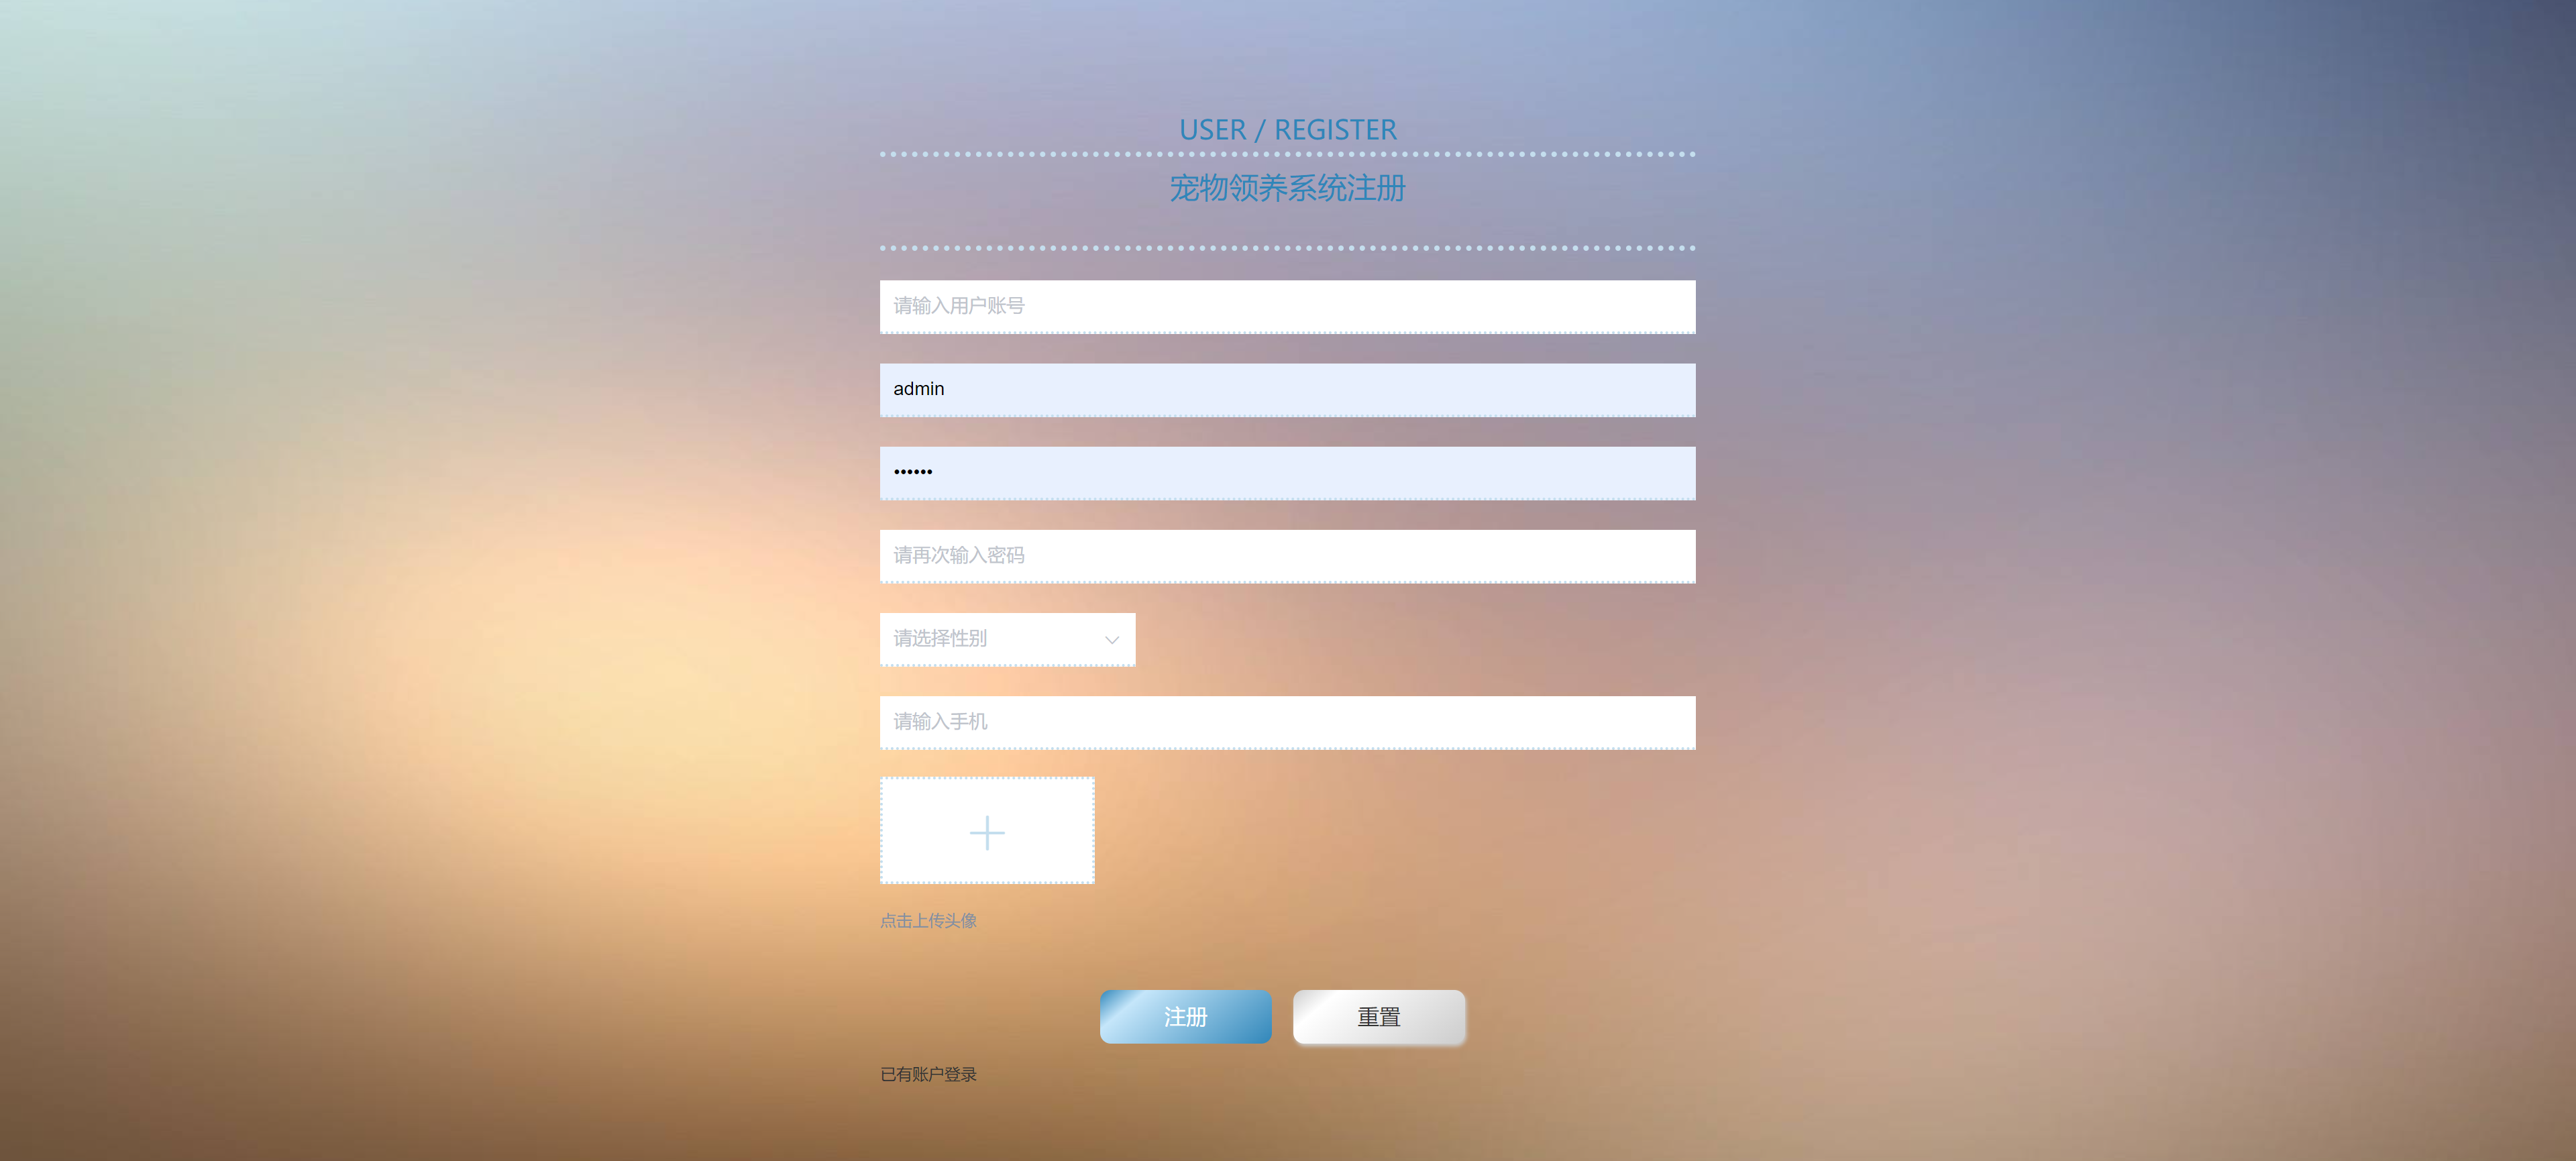 USER / REGISTER
宠物领养系统注册
请输入用户账号
admin
••••••
请再次输入密码
请选择性别
请输入手机
点击上传头像
注册
重置
已有账户登录